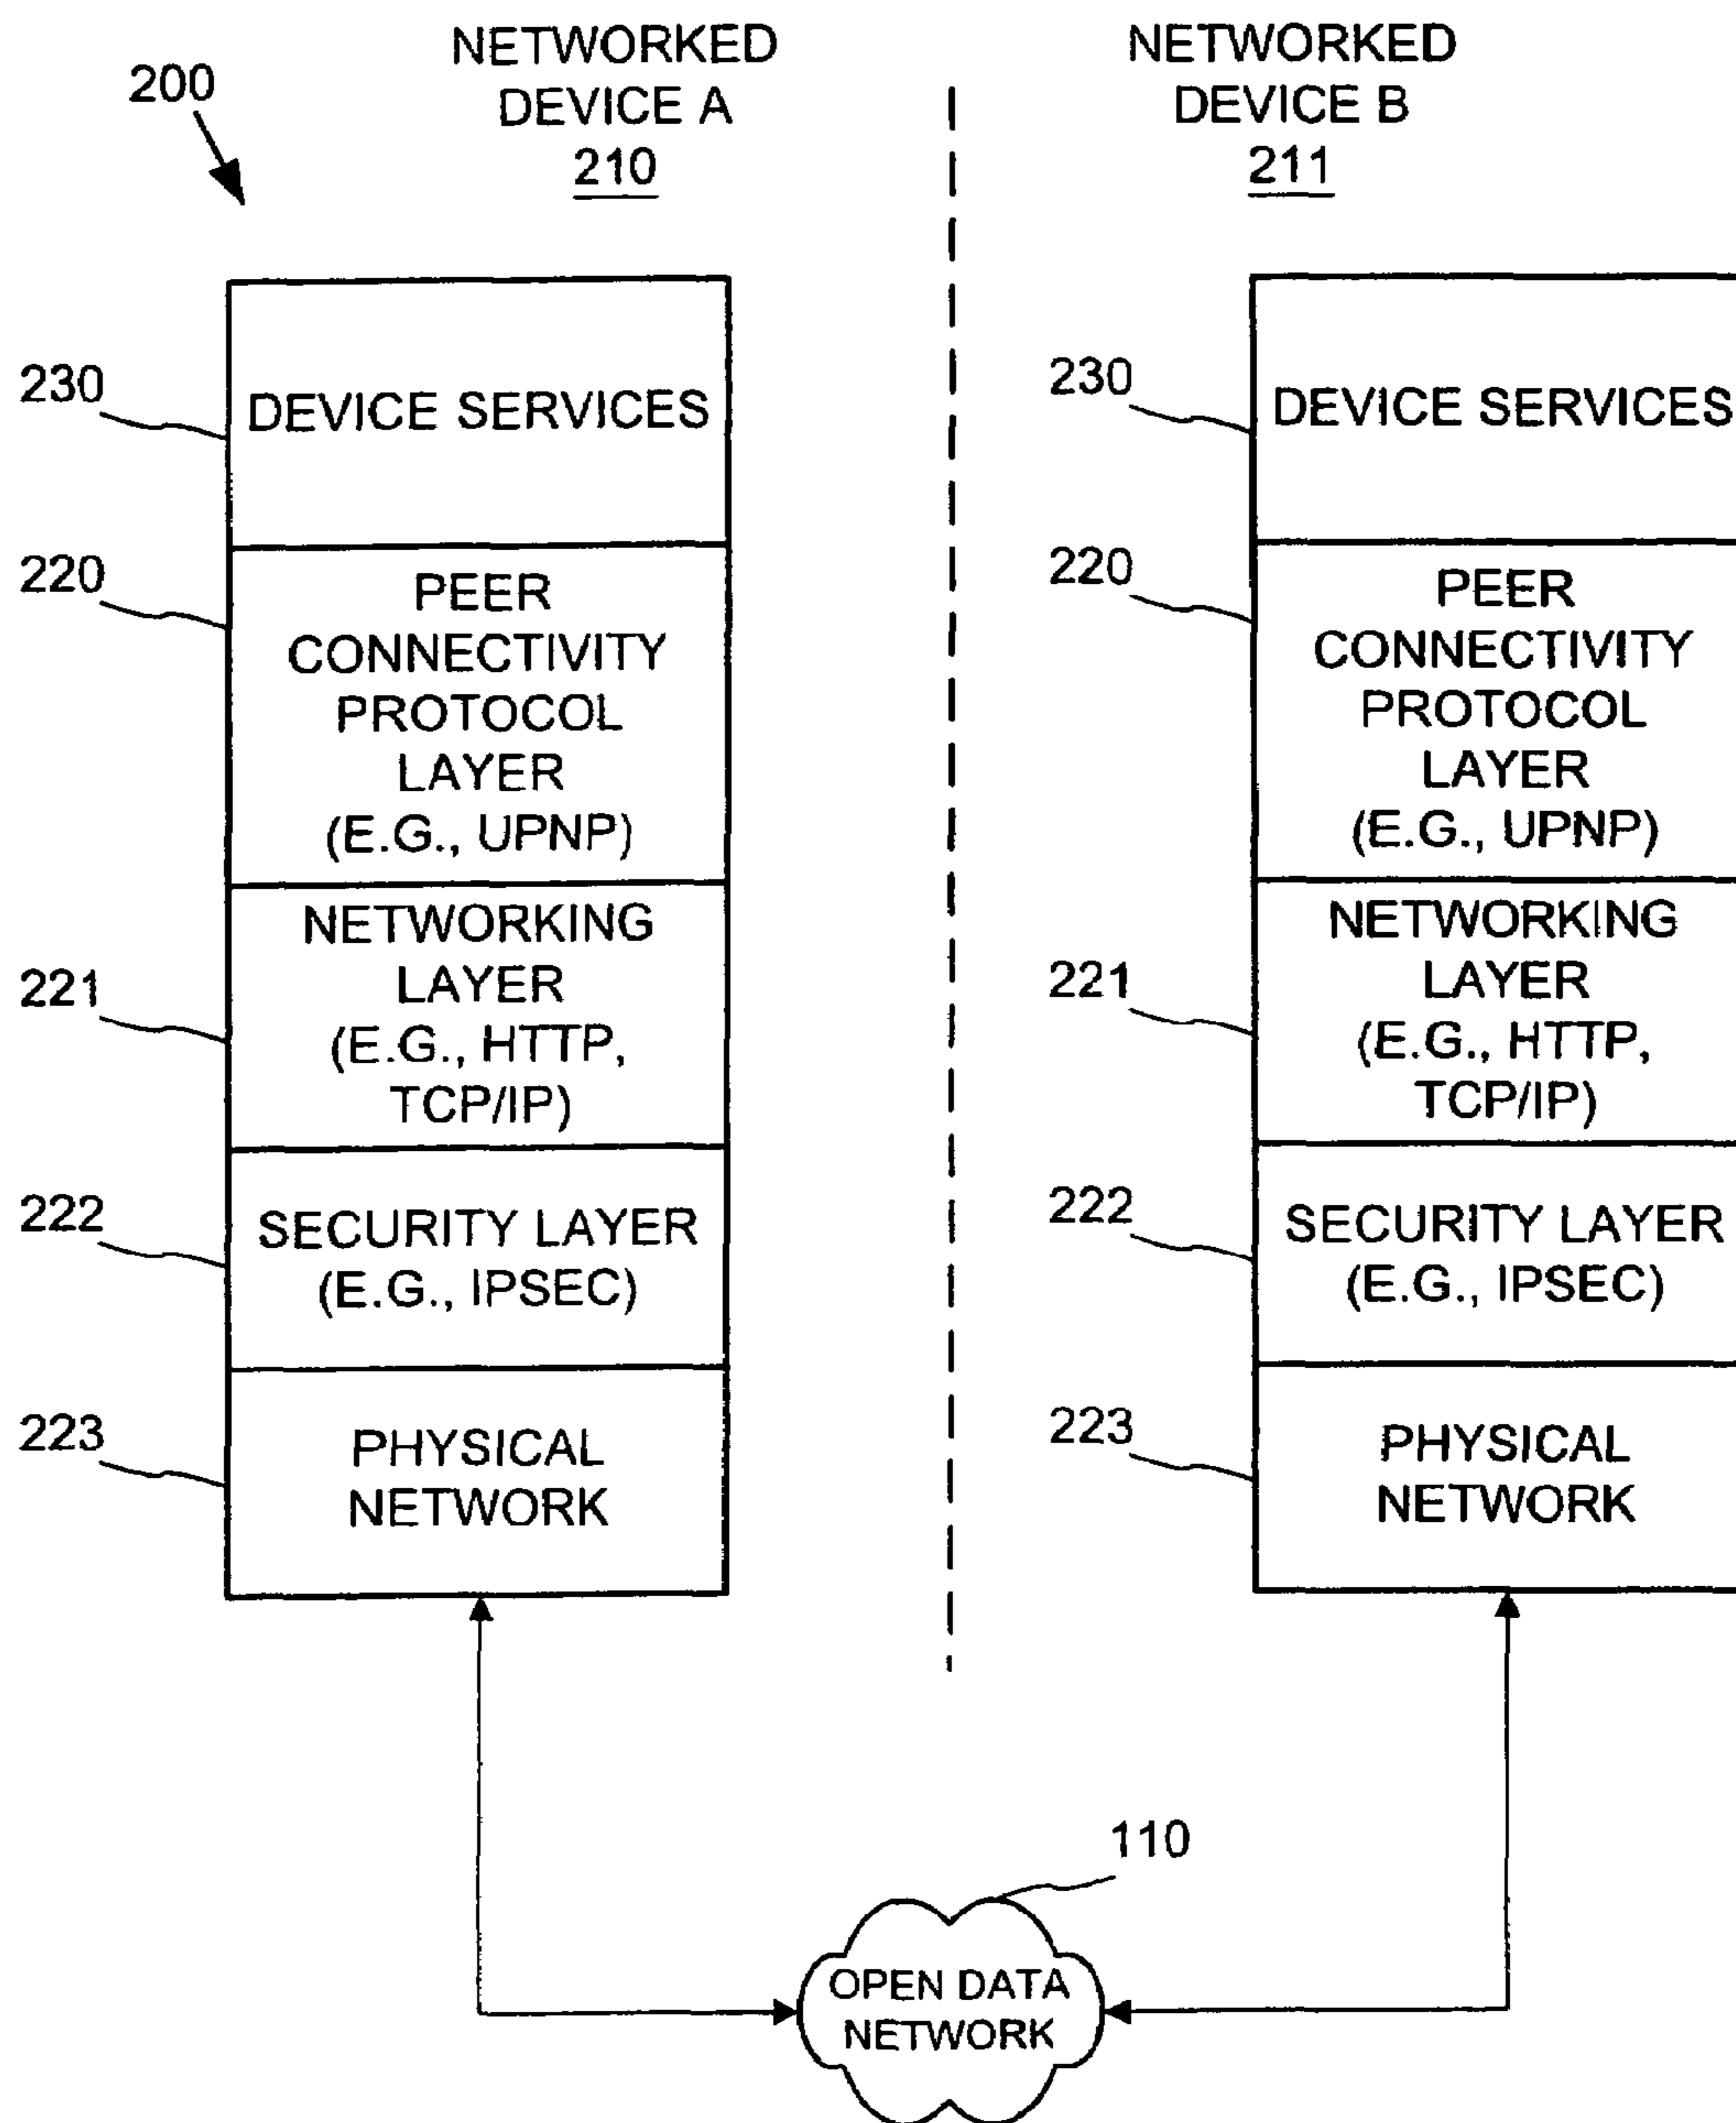 200
NETWORKED
DEVICE A
210
NETWORKED
DEVICE B
211
230
DEVICE SERVICES
220
PEER
CONNECTIVITY
PROTOCOL
LAYER
(E.G., UPNP)
221
NETWORKING
LAYER
(E.G., HTTP,
TCP/IP)
222
SECURITY LAYER
(E.G., IPSEC)
223
PHYSICAL
NETWORK
230
DEVICE SERVICES
220
PEER
CONNECTIVITY
PROTOCOL
LAYER
(E.G., UPNP)
221
NETWORKING
LAYER
(E.G., HTTP,
TCP/IP)
222
SECURITY LAYER
(E.G., IPSEC)
223
PHYSICAL
NETWORK
110
OPEN DATA
NETWORK